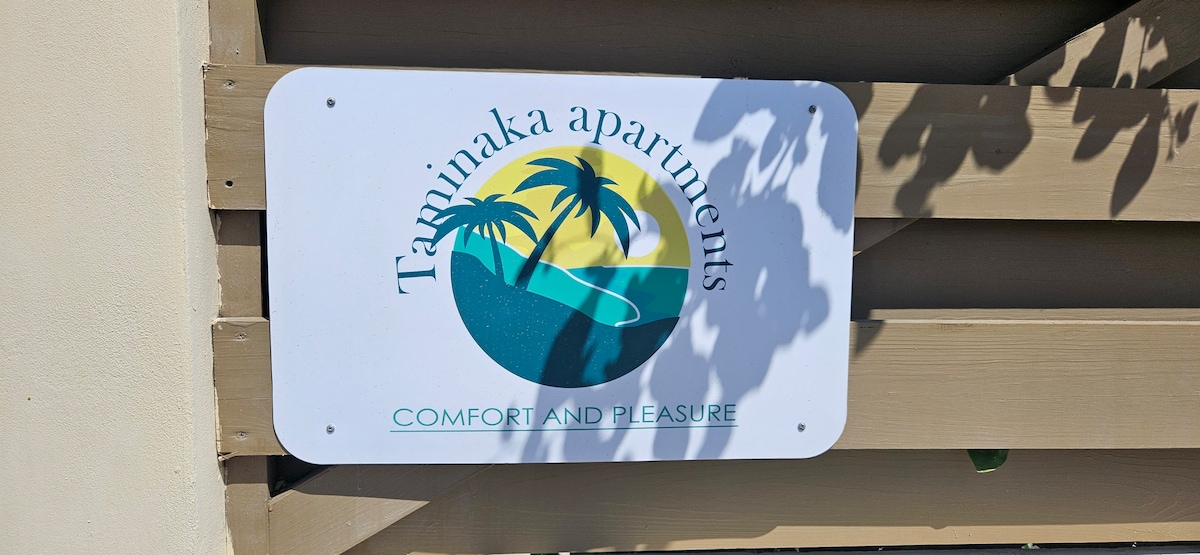 Taminaka apartments
COMFORT AND PLEASURE